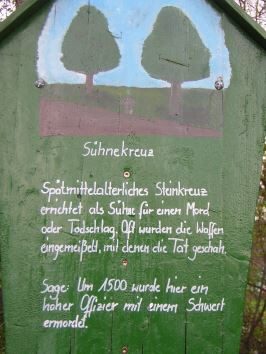 Sühnekreuz
Spätmittelalterliches Steinkreuz
errichtet als Sühne für einen Mord
oder Todschlag. Oft wurden die Waffen
eingemeißelt, mit denen die Tat geschah.
Sage: Um 1500 wurde hier ein
hoher Offizier mit einem Schwert
ermordet.